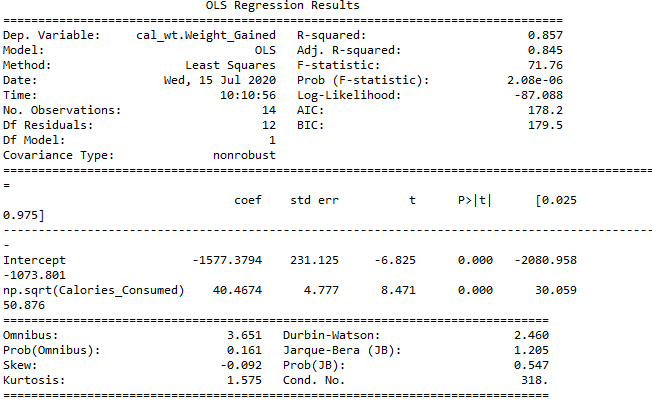 OLS Regression Results
================================================================================
Dep. Variable:     cal_wt.Weight_Gained   R-squared:                       0.857
Model:                              OLS   Adj. R-squared:                  0.845
Method:                   Least Squares   F-statistic:                     71.76
Date:                  Wed, 15 Jul 2020   Prob (F-statistic):           2.08e-06
Time:                          10:10:56   Log-Likelihood:                -87.088
No. Observations:                    14   AIC:                             178.2
Df Residuals:                        12   BIC:                             179.5
Df Model:                             1
Covariance Type:              nonrobust
=============================================================================================
=
                                coef    std err          t      P>|t|      [0.025
0.975]
---------------------------------------------------------------------------------------------
-
Intercept                 -1577.3794    231.125     -6.825      0.000   -2080.958
-1073.801
np.sqrt(Calories_Consumed)    40.4674      4.777      8.471      0.000      30.059
50.876
==============================================================================
Omnibus:                        3.651   Durbin-Watson:                   2.460
Prob(Omnibus):                  0.161   Jarque-Bera (JB):                1.205
Skew:                          -0.092   Prob(JB):                        0.547
Kurtosis:                       1.575   Cond. No.                         318.
==============================================================================